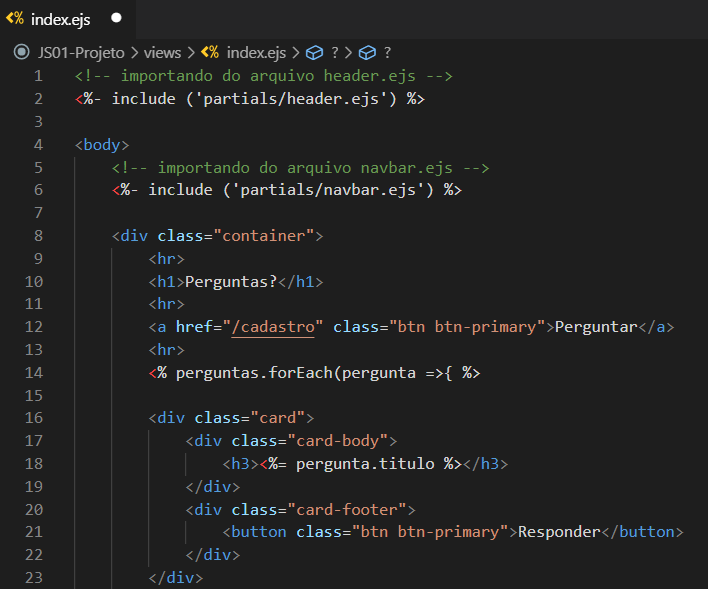 index.ejs
JS01-Projeto > views > index.ejs > ? > ?
1 <!-- importando do arquivo header.ejs -->
2 <%- include ('partials/header.ejs') %>
3
4 <body>
5 <!-- importando do arquivo navbar.ejs -->
6 <%- include ('partials/navbar.ejs') %>
7
8 <div class="container">
9 <hr>
10 <h1>Perguntas?</h1>
11 <hr>
12 <a href="/cadastro" class="btn btn-primary">Perguntar</a>
13 <hr>
14 <% perguntas.forEach(pergunta =>{ %>
15
16 <div class="card">
17 <div class="card-body">
18 <h3><%= pergunta.titulo %></h3>
19 </div>
20 <div class="card-footer">
21 <button class="btn btn-primary">Responder</button>
22 </div>
23 </div>